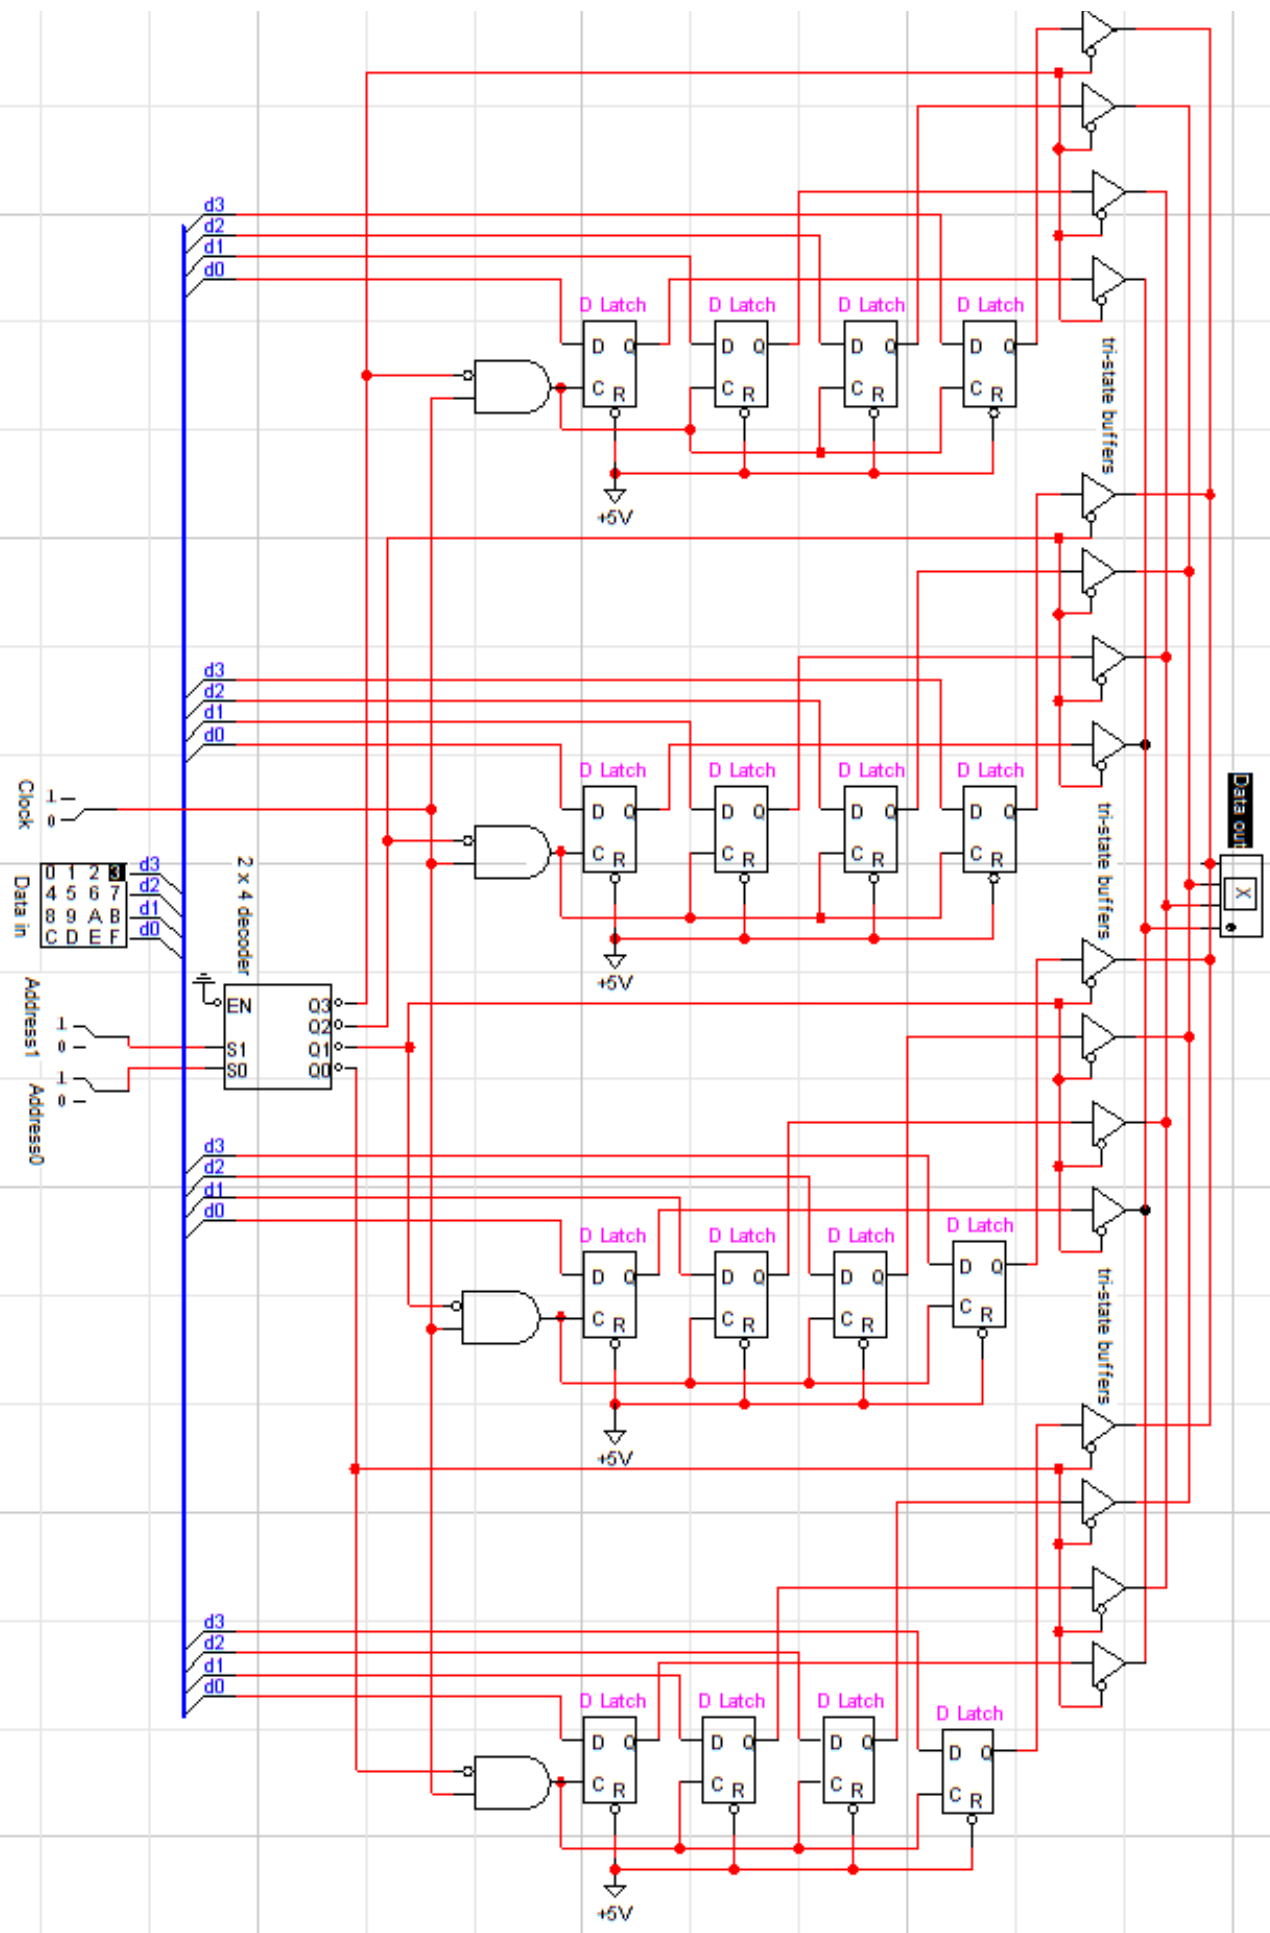 d3
d2
d1
d0
D Latch D Latch D Latch D Latch
D Q D Q D Q D Q
C R C R C R C R
+5V
tri-state buffers
d3
d2
d1
d0
D Latch D Latch D Latch D Latch
D Q D Q D Q D Q
C R C R C R C R
+5V
tri-state buffers
Clock
1
0
Data out
X
0 1 2 3
4 5 6 7
8 9 A B
C D E F
d3
d2
d1
d0
Data in
2 x 4 decoder
EN Q3
Q2
S1 Q1
S0 Q0
Address1
1
0
Address0
1
0
d3
d2
d1
d0
D Latch D Latch D Latch D Latch
D Q D Q D Q D Q
C R C R C R C R
+5V
tri-state buffers
d3
d2
d1
d0
D Latch D Latch D Latch D Latch
D Q D Q D Q D Q
C R C R C R C R
+5V